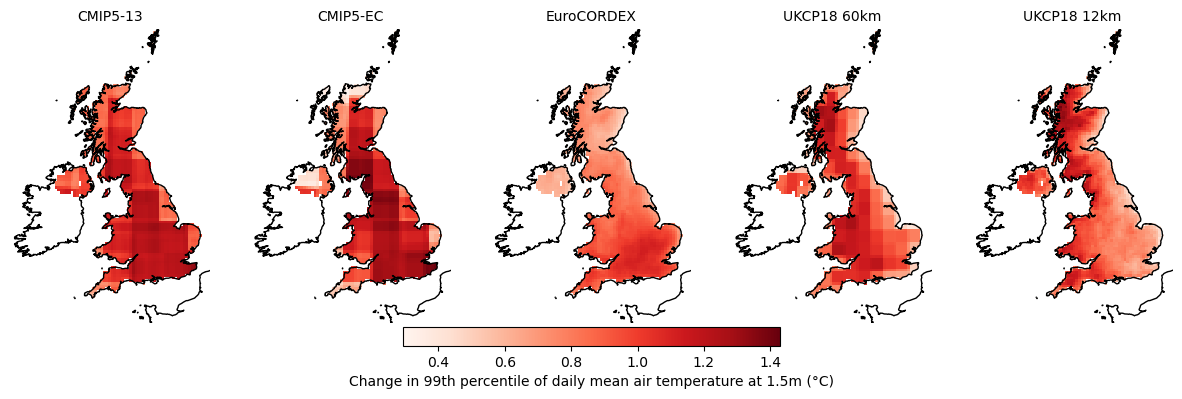 CMIP5-13
CMIP5-EC
EuroCORDEX
UKCP18 60km
UKCP18 12km
0.4 0.6 0.8 1.0 1.2 1.4
Change in 99th percentile of daily mean air temperature at 1.5m (°C)